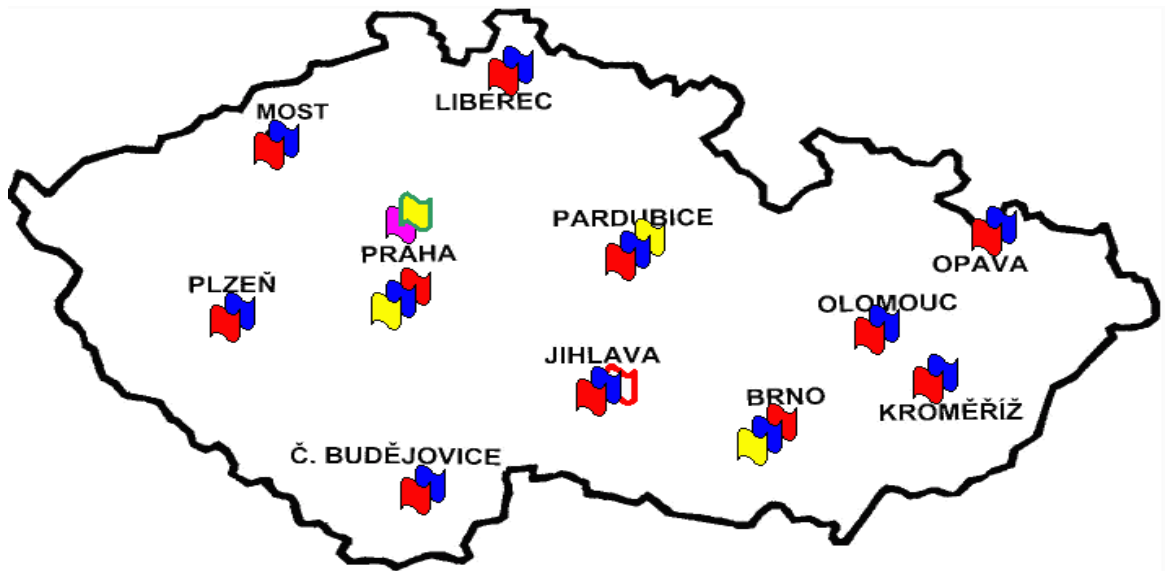 LIBEREC
MOST
PARDUBICE
PRAHA
OPAVA
PLZEŇ
OLOMOUC
JIHLAVA
BRNO
KROMĚŘÍŽ
Č. BUDĚJOVICE